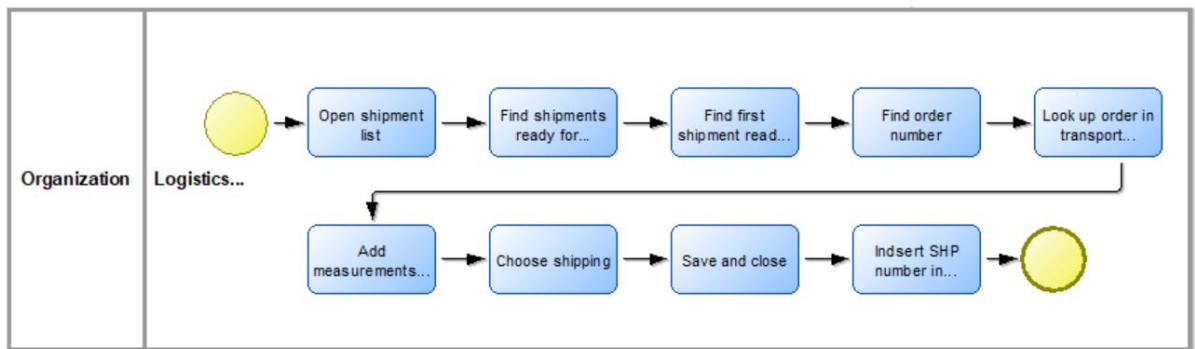 Organization
Logistics...
Open shipment
list
Find shipments
ready for...
Find first
shipment read...
Find order
number
Look up order in
transport...
Add
measurements...
Choose shipping
Save and close
Indsert SHP
number in...